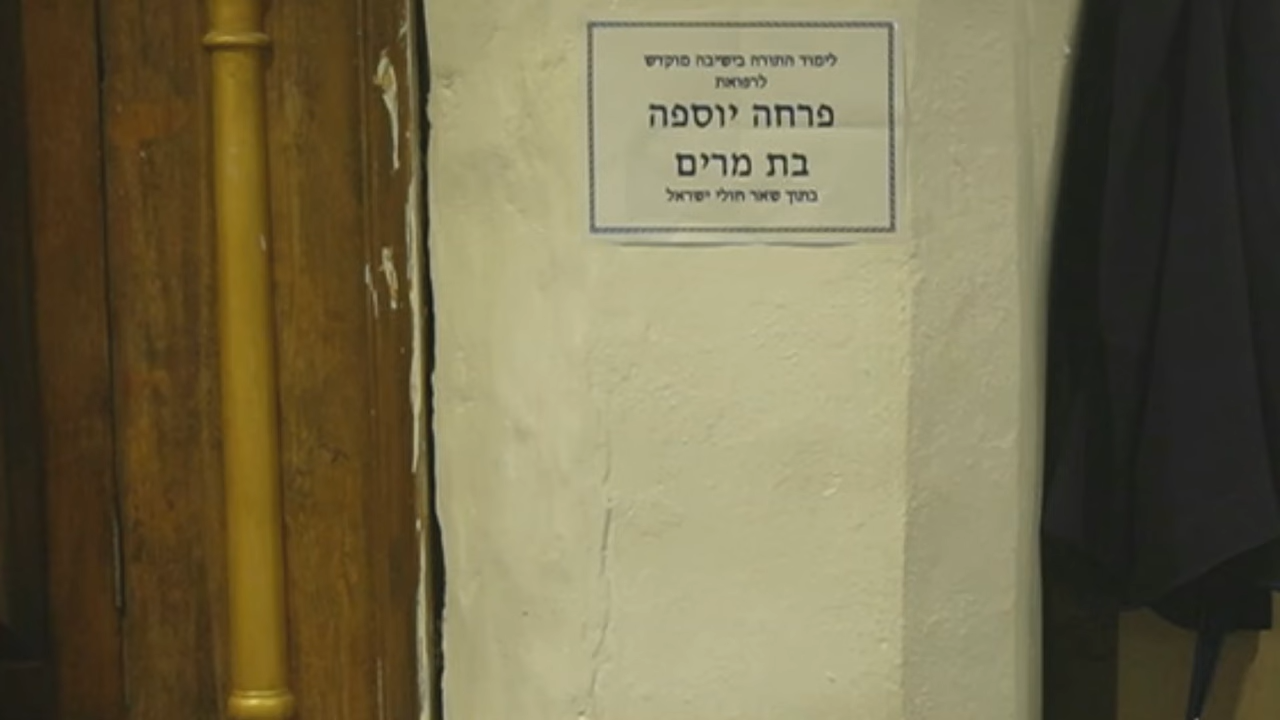 לימוד התורה בישיבה מוקדש
לרפואת
פרחה יוספה
בת מרים
בתוך שאר חולי ישראל